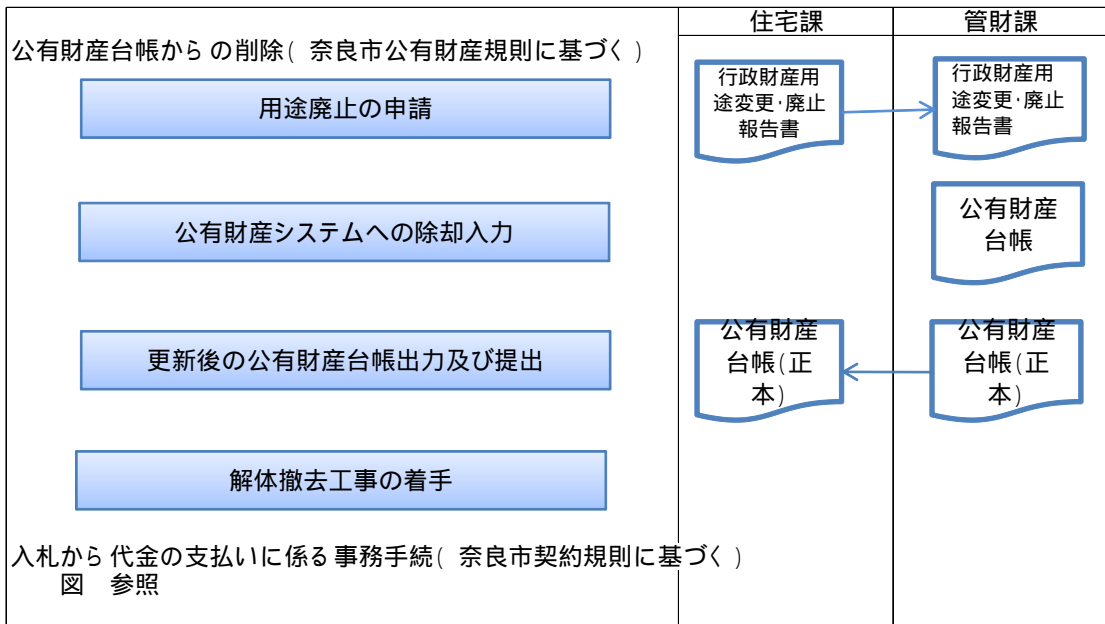 住宅課
管財課
公有財産台帳からの削除(奈良市公有財産規則に基づく)
用途廃止の申請
行政財産用
途変更・廃止
報告書
行政財産用
途変更・廃止
報告書
公有財産システムへの除却入力
公有財産
台帳
更新後の公有財産台帳出力及び提出
公有財産
台帳(正
本)
公有財産
台帳(正
本)
解体撤去工事の着手
入札から代金の支払いに係る事務手続(奈良市契約規則に基づく)
図 参照